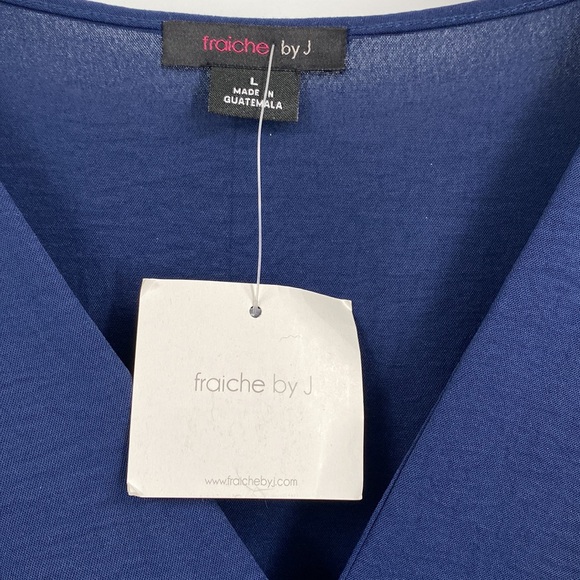 fraiche by J
L
MADE IN
GUATEMALA
fraiche by J
www.fraichebyj.com